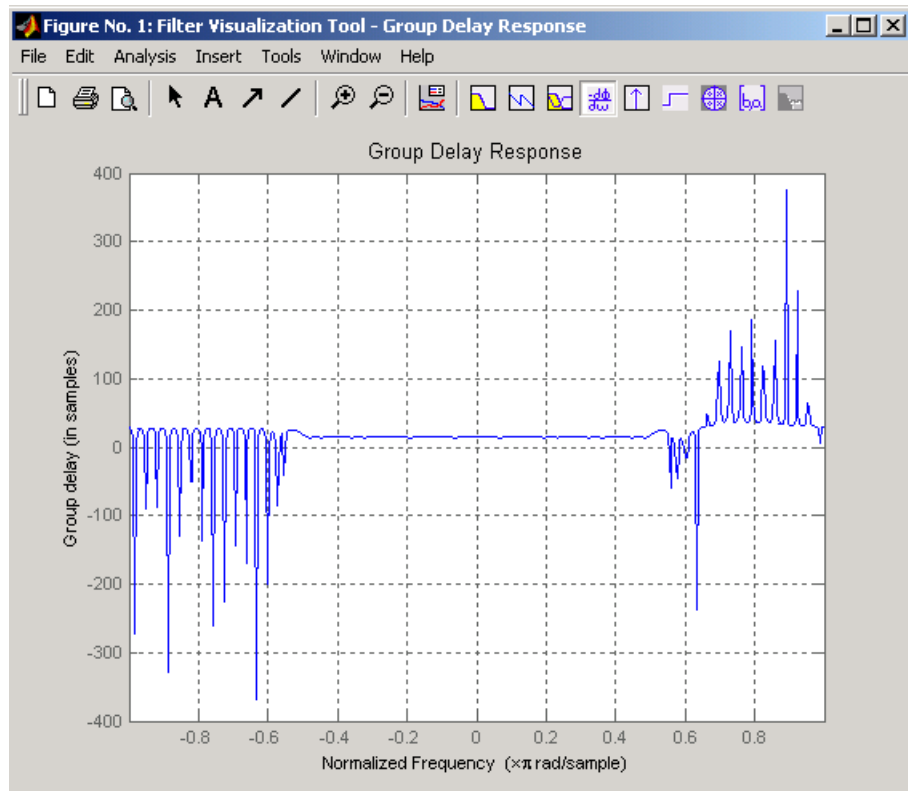 Figure No. 1: Filter Visualization Tool - Group Delay Response
File Edit Analysis Insert Tools Window Help
A
-dϕ
dω
[b,a]
Group Delay Response
400
300
200
100
0
-100
-200
-300
-400
Group delay (in samples)
-0.8 -0.6 -0.4 -0.2 0 0.2 0.4 0.6 0.8
Normalized Frequency (×π rad/sample)